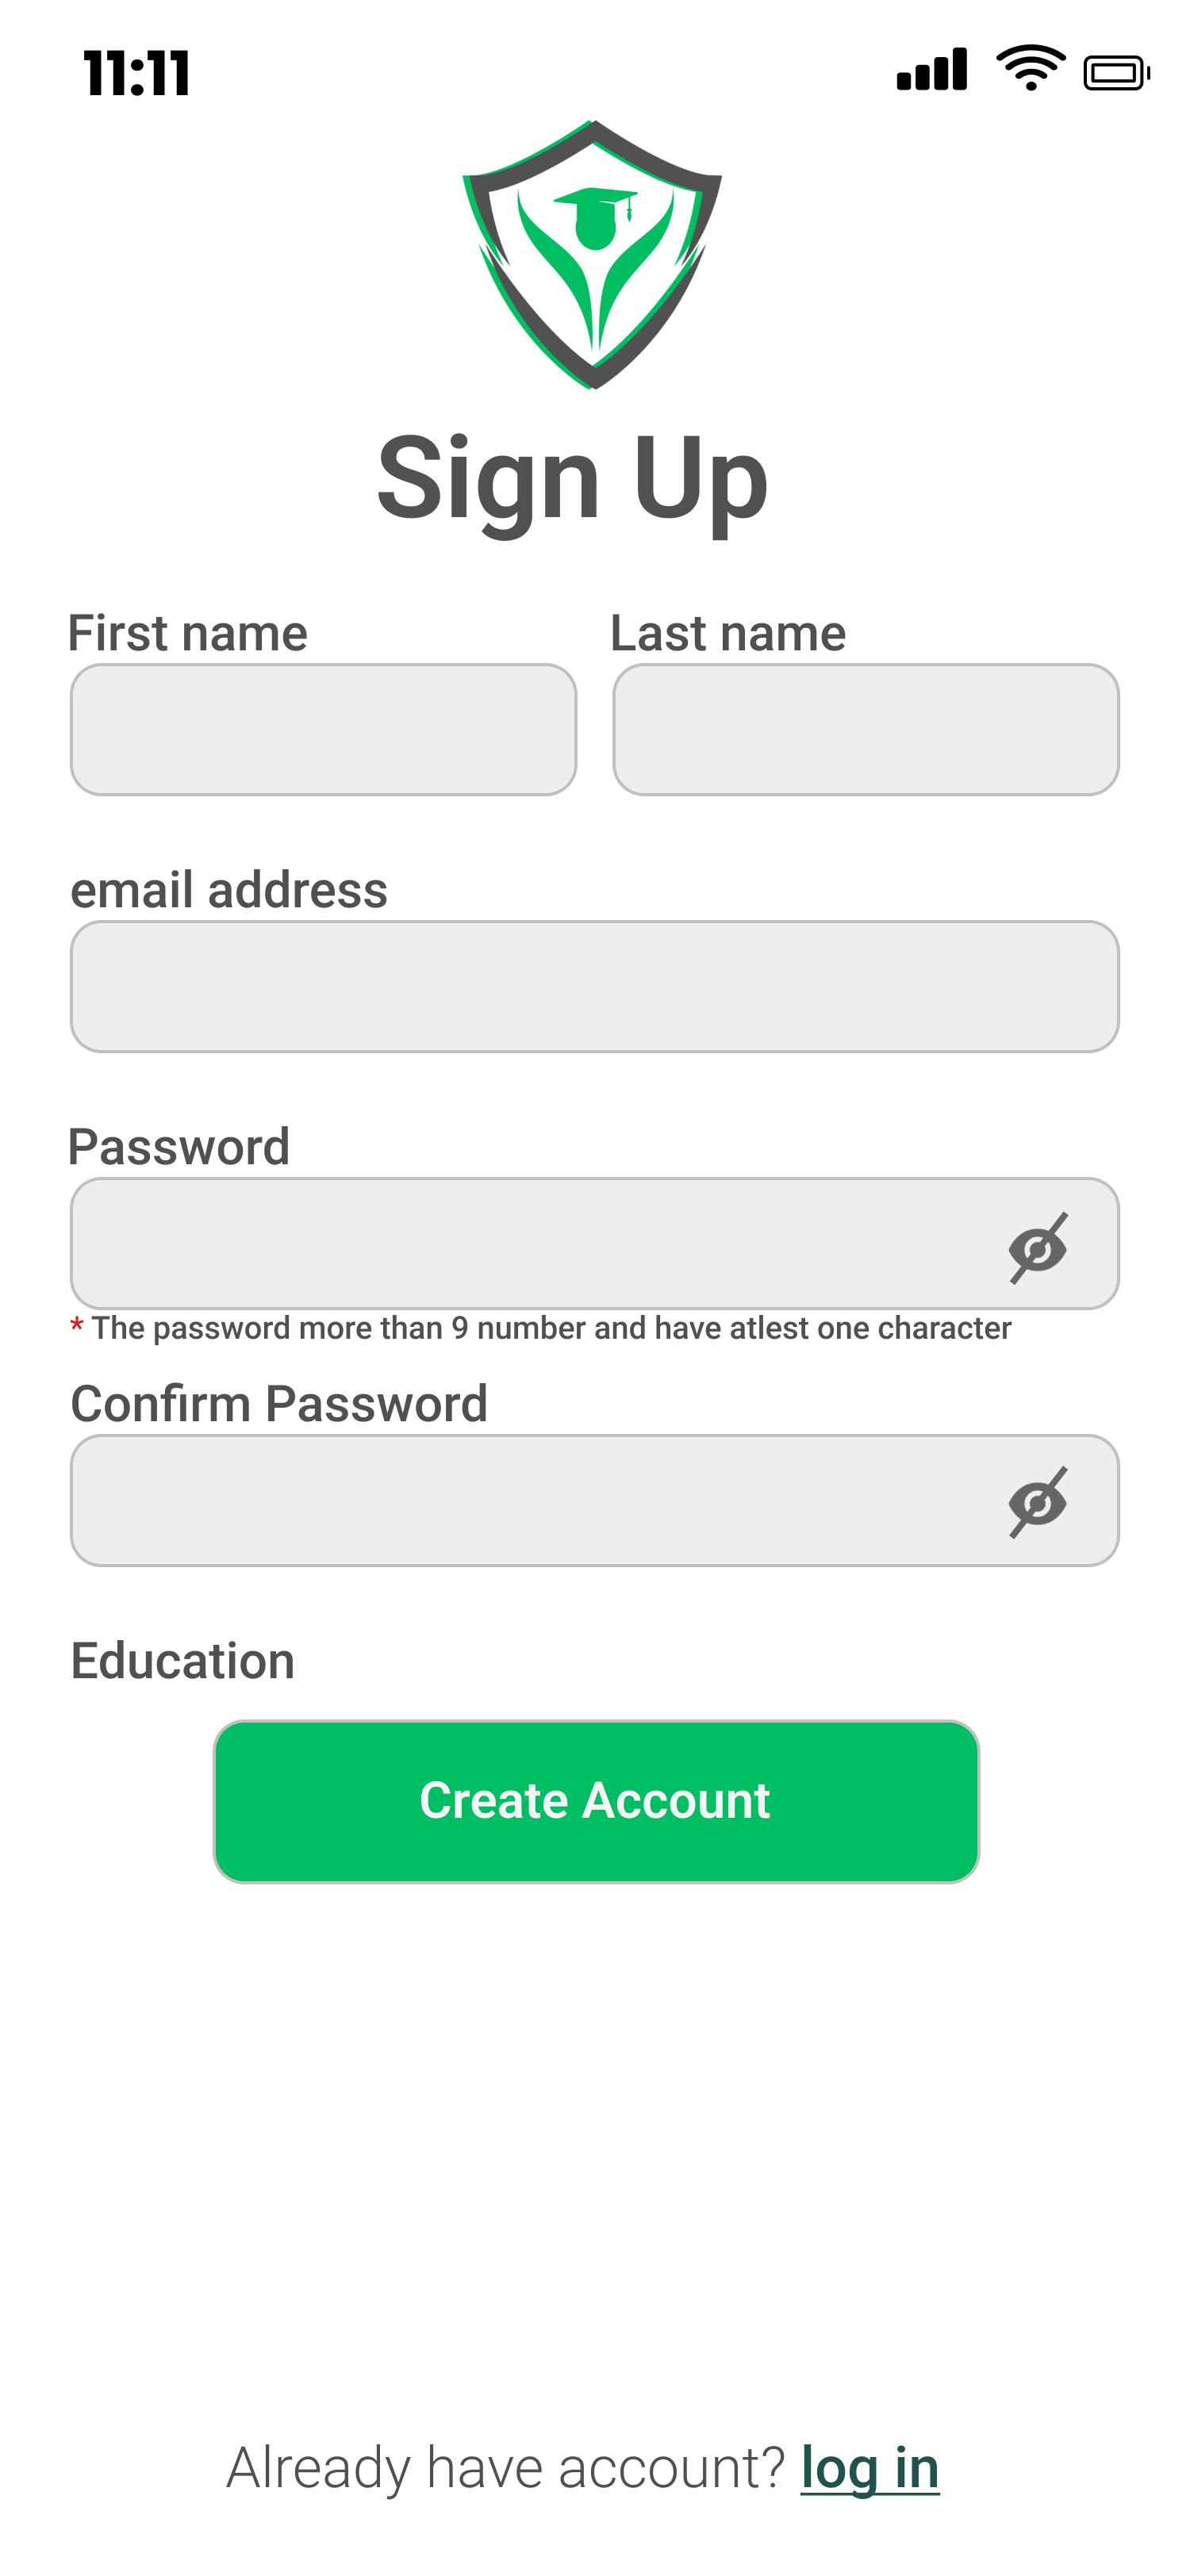 11:11
Sign Up
First name
Last name
email address
Password
* The password more than 9 number and have atlest one character
Confirm Password
Education
Create Account
Already have account? log in